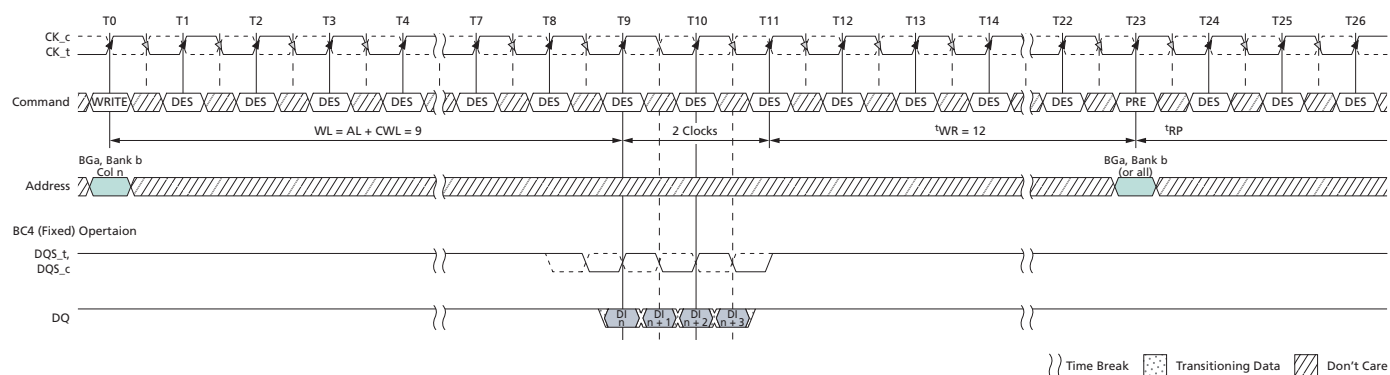 T0 T1 T2 T3 T4 T7 T8 T9 T10 T11 T12 T13 T14 T22 T23 T24 T25 T26
CK_c
CK_t
Command WRITE DES DES DES DES DES DES DES DES DES DES DES DES DES PRE DES DES DES
WL = AL + CWL = 9 2 Clocks tWR = 12 tRP
BGa, Bank b
Col n
BGa, Bank b
(or all)
Address
BC4 (Fixed) Opertaion
DQS_t,
DQS_c
DQ
DI
n
DI
n + 1
DI
n + 2
DI
n + 3
Time Break Transitioning Data Don't Care